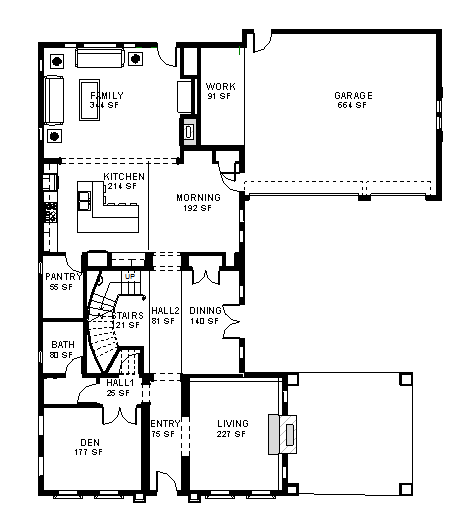 FAMILY
344 SF
WORK
91 SF
GARAGE
664 SF
KITCHEN
214 SF
MORNING
192 SF
PANTRY
55 SF
UP
STAIRS
121 SF
HALL2
81 SF
DINING
140 SF
BATH
80 SF
HALL1
25 SF
DEN
177 SF
ENTRY
75 SF
LIVING
227 SF